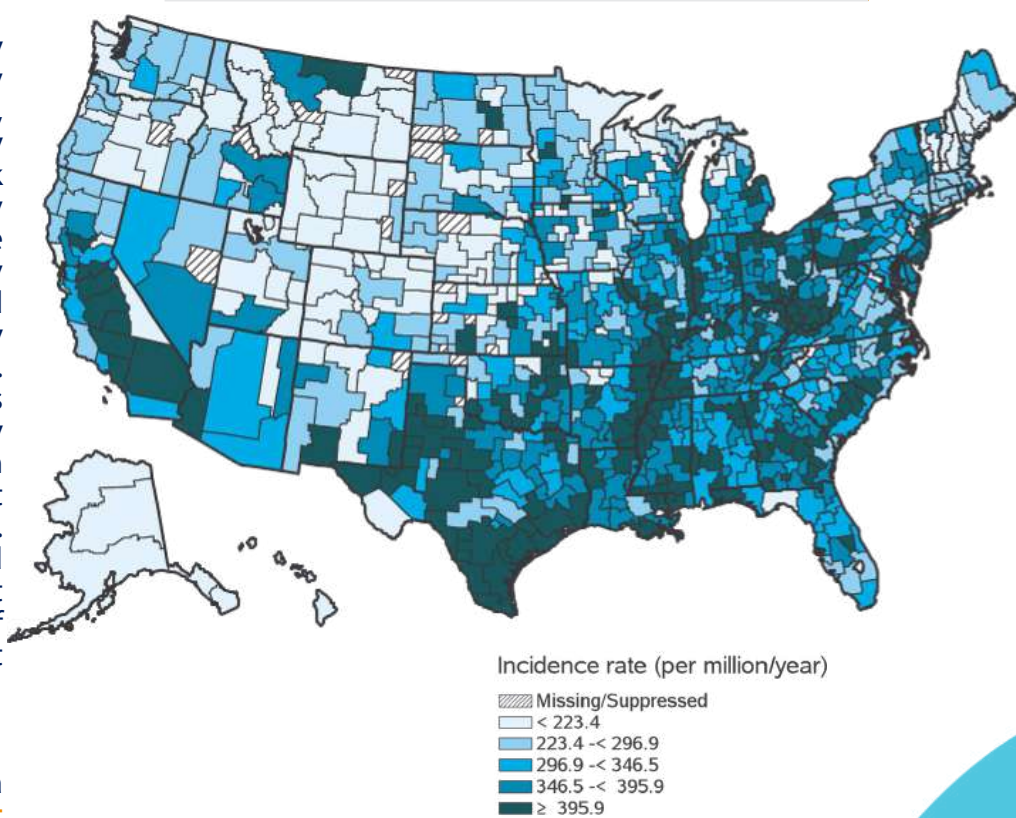 Incidence rate (per million/year)
Missing/Suppressed
< 223.4
223.4 -< 296.9
296.9 -< 346.5
346.5 -< 395.9
≥ 395.9